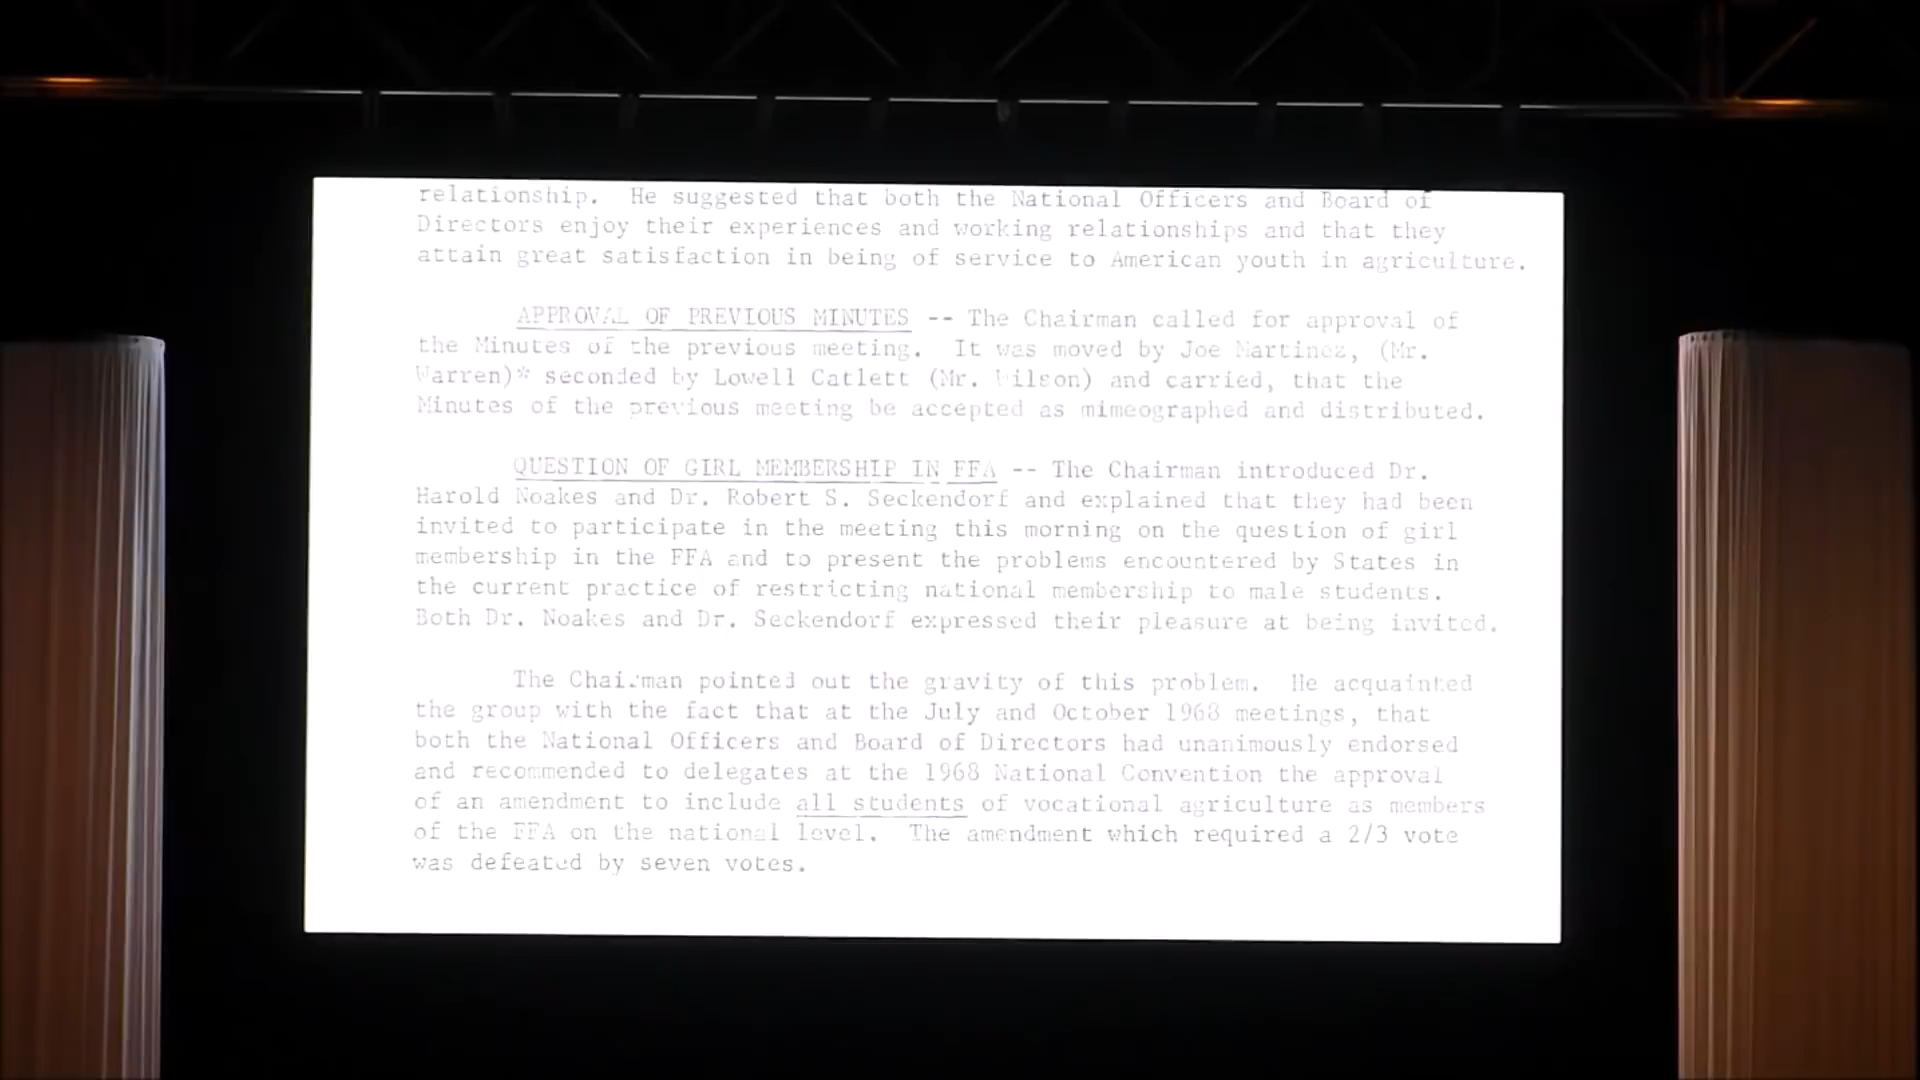 relationship. He suggested that both the National Officers and Board of
Directors enjoy their experiences and working relationships and that they
attain great satisfaction in being of service to American youth in agriculture.
APPROVAL OF PREVIOUS MINUTES -- The Chairman called for approval of
the Minutes of the previous meeting. It was moved by Joe Martinez, (Mr.
Warren)* seconded by Lowell Catlett (Mr. Wilson) and carried, that the
Minutes of the previous meeting be accepted as mimeographed and distributed.
QUESTION OF GIRL MEMBERSHIP IN FFA -- The Chairman introduced Dr.
Harold Noakes and Dr. Robert S. Seckendorf and explained that they had been
invited to participate in the meeting this morning on the question of girl
membership in the FFA and to present the problems encountered by States in
the current practice of restricting national membership to male students.
Both Dr. Noakes and Dr. Seckendorf expressed their pleasure at being invited.
The Chairman pointed out the gravity of this problem. He acquainted
the group with the fact that at the July and October 1968 meetings, that
both the National Officers and Board of Directors had unanimously endorsed
and recommended to delegates at the 1968 National Convention the approval
of an amendment to include all students of vocational agriculture as members
of the FFA on the national level. The amendment which required a 2/3 vote
was defeated by seven votes.